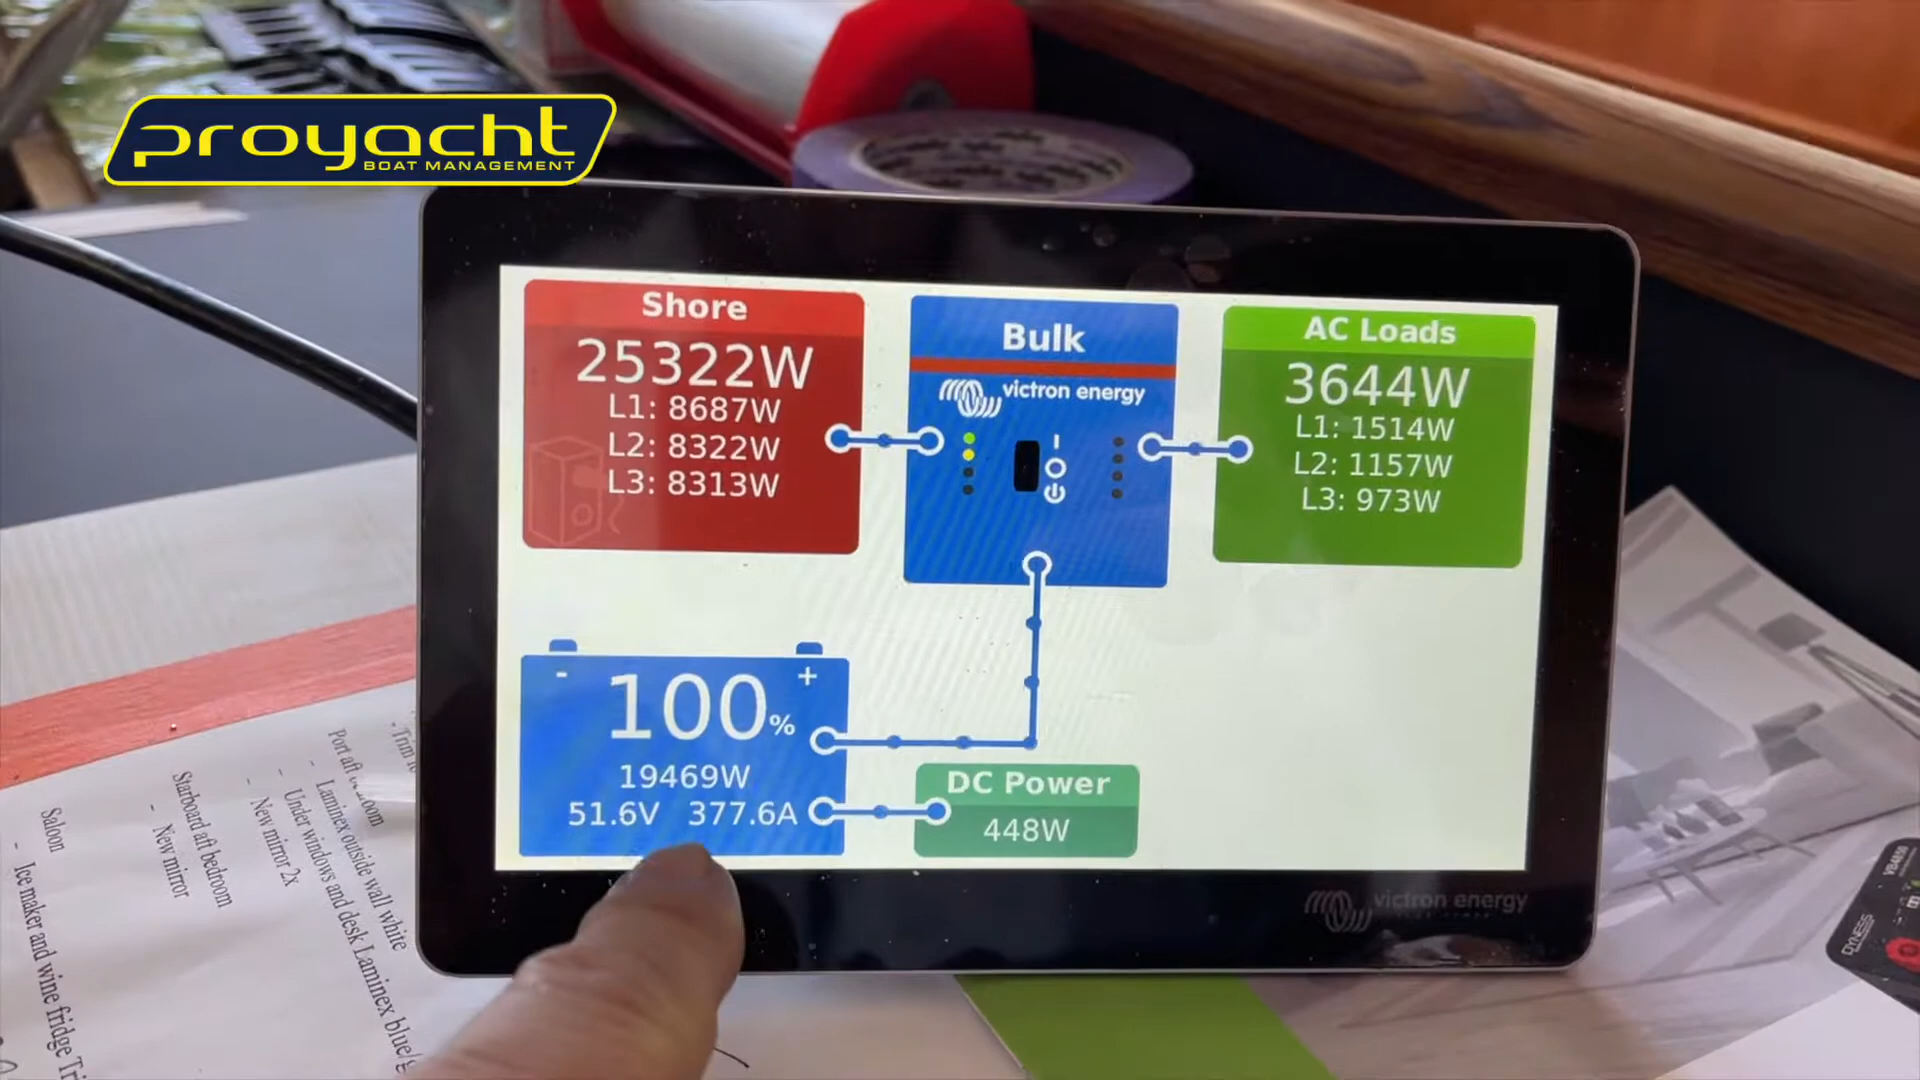 proyacht
BOAT MANAGEMENT
Shore
25322W
L1: 8687W
L2: 8322W
L3: 8313W
Bulk
victron energy
AC Loads
3644W
L1: 1514W
L2: 1157W
L3: 973W
- +
100%
19469W
51.6V 377.6A
DC Power
448W
victron energy
Port aft
- Laminex outside wall white
- Under windows and desk Laminex blue/
- New mirror 2x
Starboard aft bedroom
- New mirror
Saloon
- Ice maker and wine fridge
DYNESS